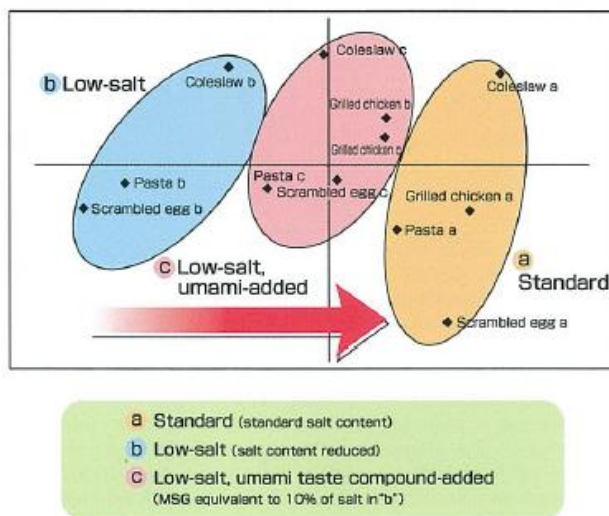 Coleslaw c
b Low-salt
Coleslaw b
Coleslaw a
Grilled chicken b
Grilled chicken c
Pasta b
Pasta c
Scrambled egg c
Grilled chicken a
Scrambled egg b
Pasta a
c Low-salt,
umami-added
a
Standard
Scrambled egg a
a Standard (standard salt content)
b Low-salt (salt content reduced)
c Low-salt, umami taste compound-added
(MSG equivalent to 10% of salt in"b")